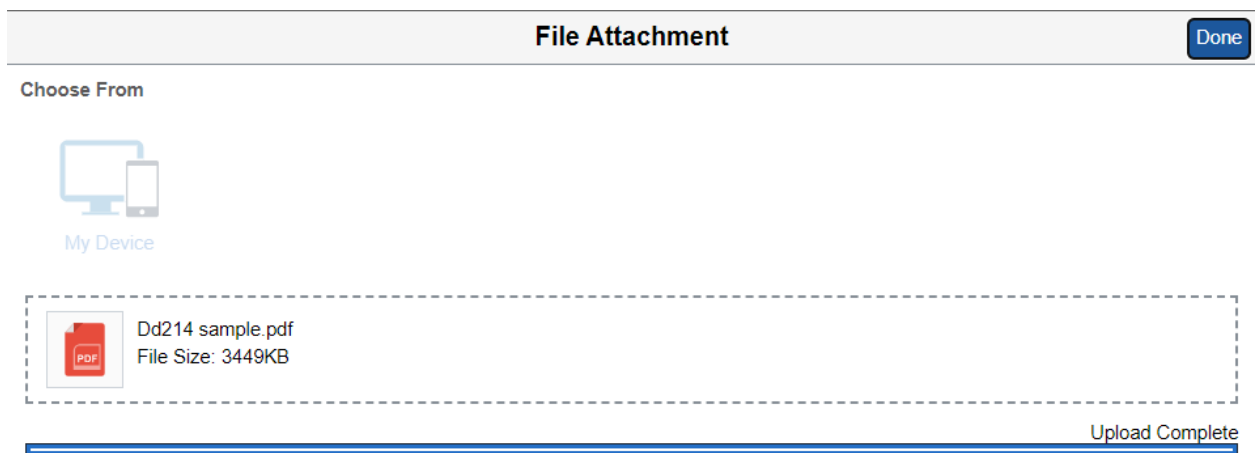 File Attachment
Done
Choose From
My Device
PDF
Dd214 sample.pdf
File Size: 3449KB
Upload Complete